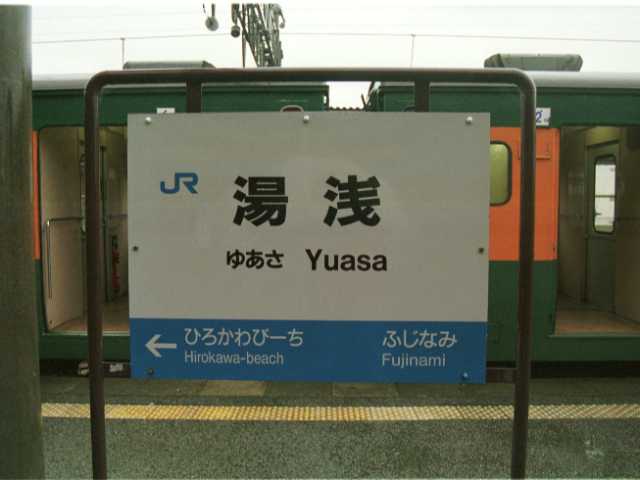 JR
湯浅
ゆあさ Yuasa
← ひろかわびーち ふじなみ
Hirokawa-beach Fujinami
2